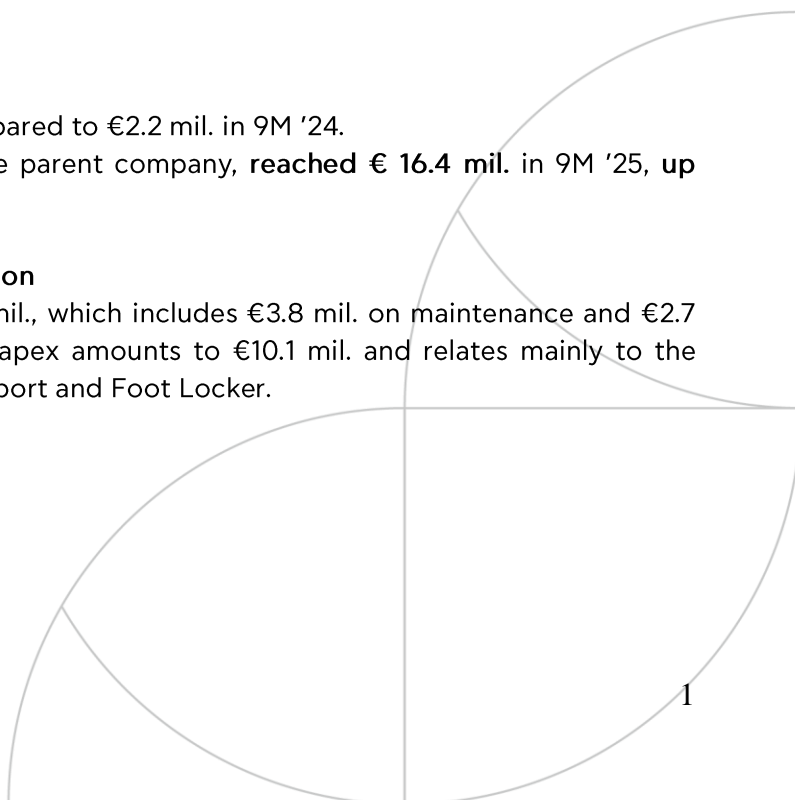 pared to €2.2 mil. in 9M ’24.
e parent company, reached € 16.4 mil. in 9M ’25, up
on
mil., which includes €3.8 mil. on maintenance and €2.7
apex amounts to €10.1 mil. and relates mainly to the
port and Foot Locker.
1